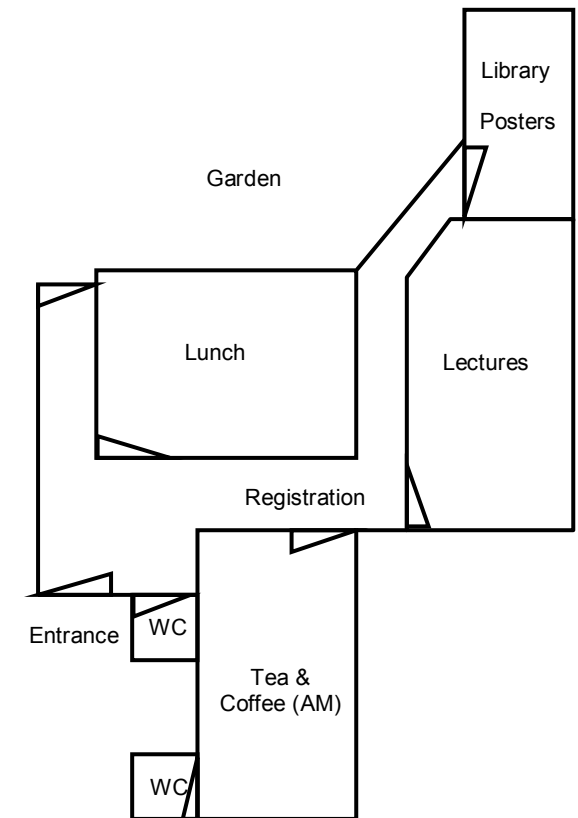 Library
Posters
Garden
Lunch
Lectures
Registration
Entrance
WC
Tea &
Coffee (AM)
WC